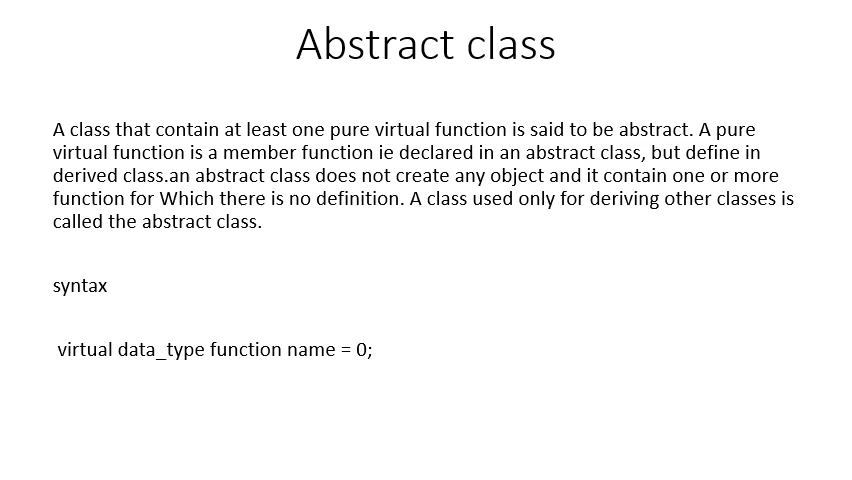 Abstract class
A class that contain at least one pure virtual function is said to be abstract. A pure
virtual function is a member function ie declared in an abstract class, but define in
derived class.an abstract class does not create any object and it contain one or more
function for Which there is no definition. A class used only for deriving other classes is
called the abstract class.
syntax
virtual data_type function name = 0;